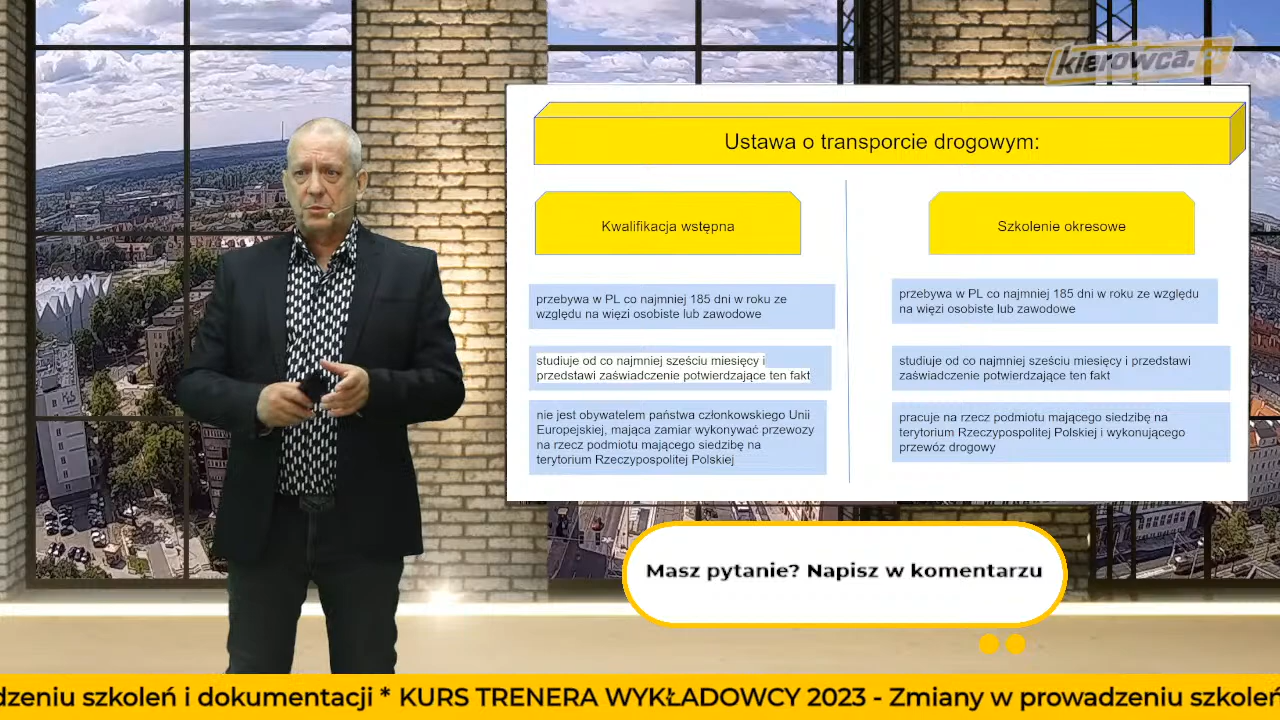 kierowca.PL
Ustawa o transporcie drogowym:
Kwalifikacja wstępna
przebywa w PL co najmniej 185 dni w roku ze
względu na więzi osobiste lub zawodowe
studiuje od co najmniej sześciu miesięcy i
przedstawi zaświadczenie potwierdzające ten fakt
nie jest obywatelem państwa członkowskiego Unii
Europejskiej, mająca zamiar wykonywać przewozy
na rzecz podmiotu mającego siedzibę na
terytorium Rzeczypospolitej Polskiej
Szkolenie okresowe
przebywa w PL co najmniej 185 dni w roku ze względu
na więzi osobiste lub zawodowe
studiuje od co najmniej sześciu miesięcy i przedstawi
zaświadczenie potwierdzające ten fakt
pracuje na rzecz podmiotu mającego siedzibę na
terytorium Rzeczypospolitej Polskiej i wykonującego
przewóz drogowy
Masz pytanie? Napisz w komentarzu
dzeniu szkoleń i dokumentacji * KURS TRENERA WYKŁADOWCY 2023 - Zmiany w prowadzeniu szkoleń